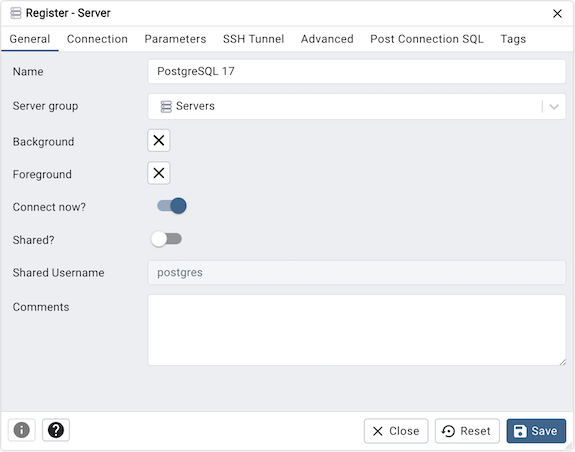 Register - Server
General Connection Parameters SSH Tunnel Advanced Post Connection SQL Tags
Name PostgreSQL 17
Server group Servers
Background
Foreground
Connect now?
Shared?
Shared Username postgres
Comments
Close Reset Save